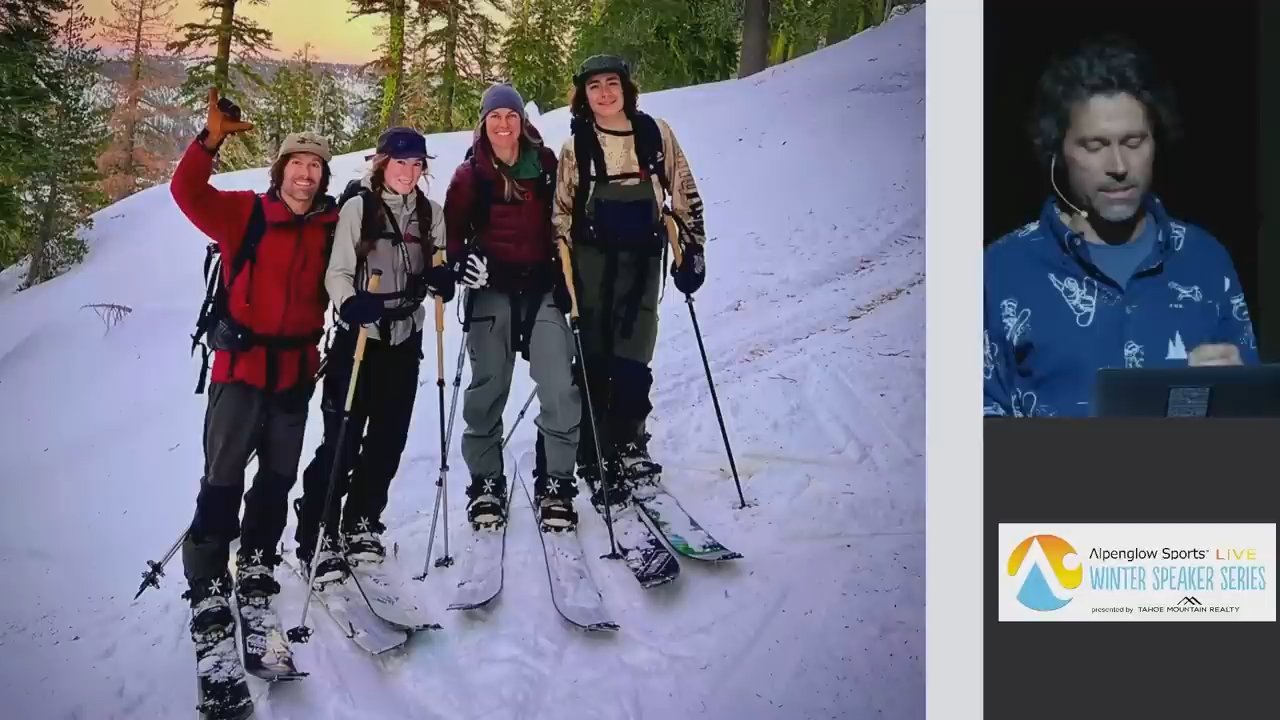 Alpenglow Sports LIVE
WINTER SPEAKER SERIES
presented by TAHOE MOUNTAIN REALTY